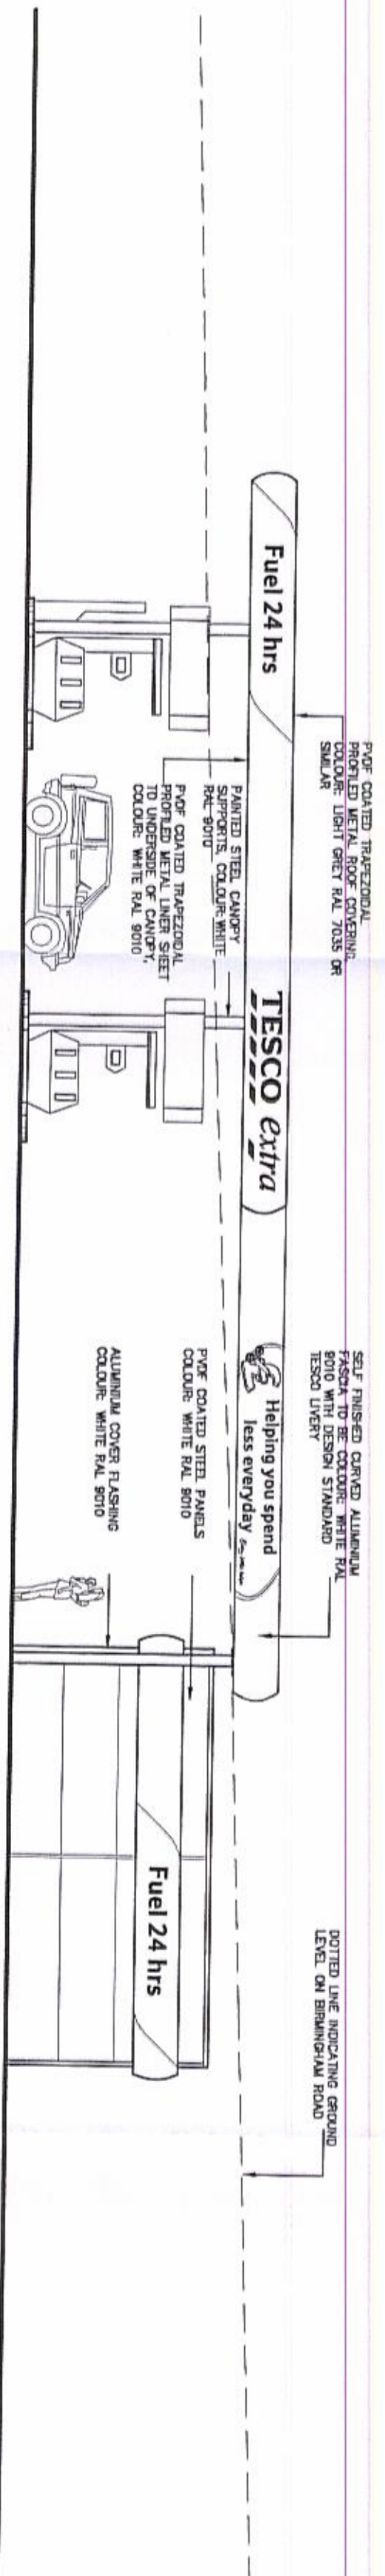 PVDF COATED TRAPEZOIDAL
PROFILED METAL ROOF COVERING
COLOUR: LIGHT GREY RAL 7035 OR
SIMILAR
SELF FINISHED CURVED ALUMINIUM
FASCIA TO BE COLOUR: WHITE RAL
9010 WITH DESIGN STANDARD
TESCO LIVERY
DOTTED LINE INDICATING GROUND
LEVEL ON BIRMINGHAM ROAD
Fuel 24 hrs
TESCO extra
Helping you spend
less everyday
PAINTED STEEL CANOPY
SUPPORTS, COLOUR: WHITE
RAL 9010
PVDF COATED TRAPEZOIDAL
PROFILED METAL LINER SHEET
TO UNDERSIDE OF CANOPY,
COLOUR: WHITE RAL 9010
PVDF COATED STEEL PANELS
COLOUR: WHITE RAL 9010
ALUMINIUM COVER FLASHING
COLOUR: WHITE RAL 9010
Fuel 24 hrs